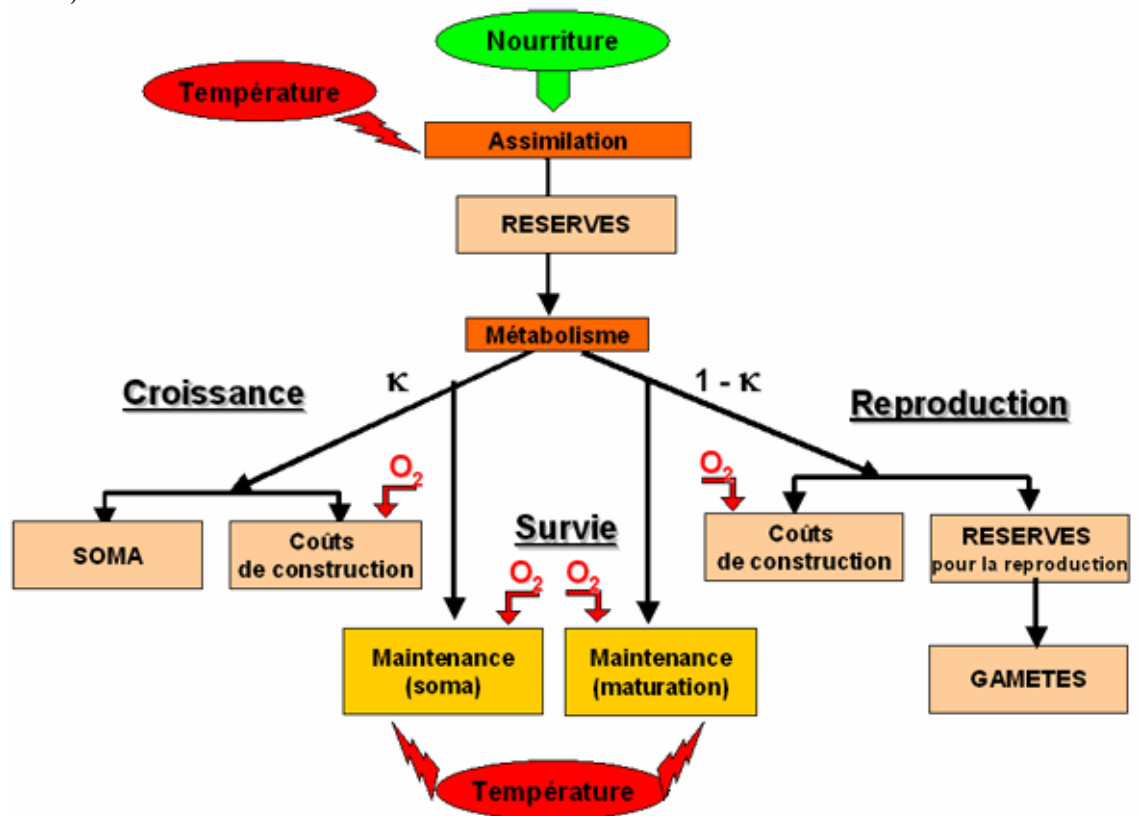 Nourriture
Température
Assimilation
RESERVES
Métabolisme
κ
1 - κ
Croissance
Reproduction
O2
O2
SOMA
Coûts
de construction
Survie
Coûts
de construction
RESERVES
pour la reproduction
O2
O2
Maintenance
(soma)
Maintenance
(maturation)
GAMETES
Température